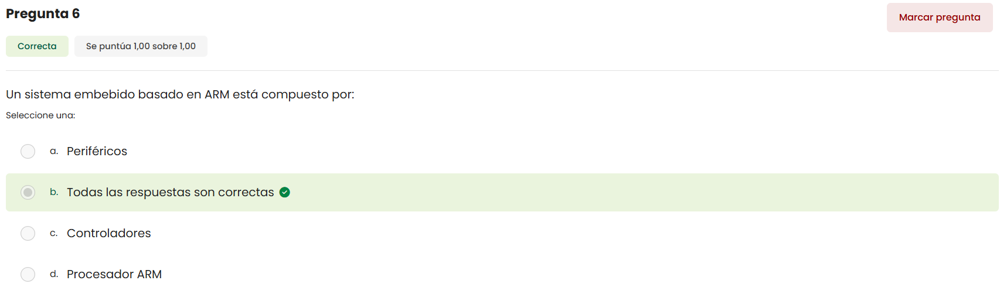 Pregunta 6
Marcar pregunta
Correcta
Se puntúa 1,00 sobre 1,00
Un sistema embebido basado en ARM está compuesto por:
Seleccione una:
a. Periféricos
b. Todas las respuestas son correctas
c. Controladores
d. Procesador ARM